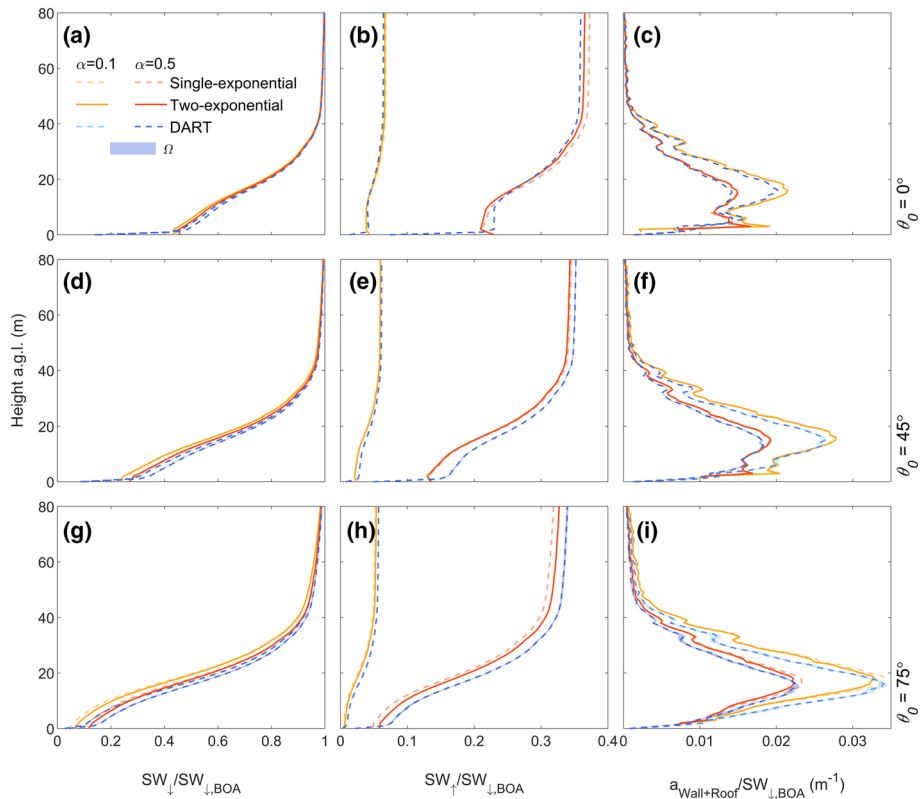 (a)
α=0.1 α=0.5
Single-exponential
Two-exponential
DART
Ω
(b)
(c)
80
60
40
20
0
θ0 = 0°
(d)
(e)
(f)
80
60
40
20
0
Height a.g.l. (m)
θ0 = 45°
(g)
(h)
(i)
80
60
40
20
0
θ0 = 75°
0 0.2 0.4 0.6 0.8 1
0 0.1 0.2 0.3 0.4
0 0.01 0.02 0.03
SW↓/SW↓,BOA
SW↑/SW↓,BOA
aWall+Roof/SW↓,BOA (m-1)